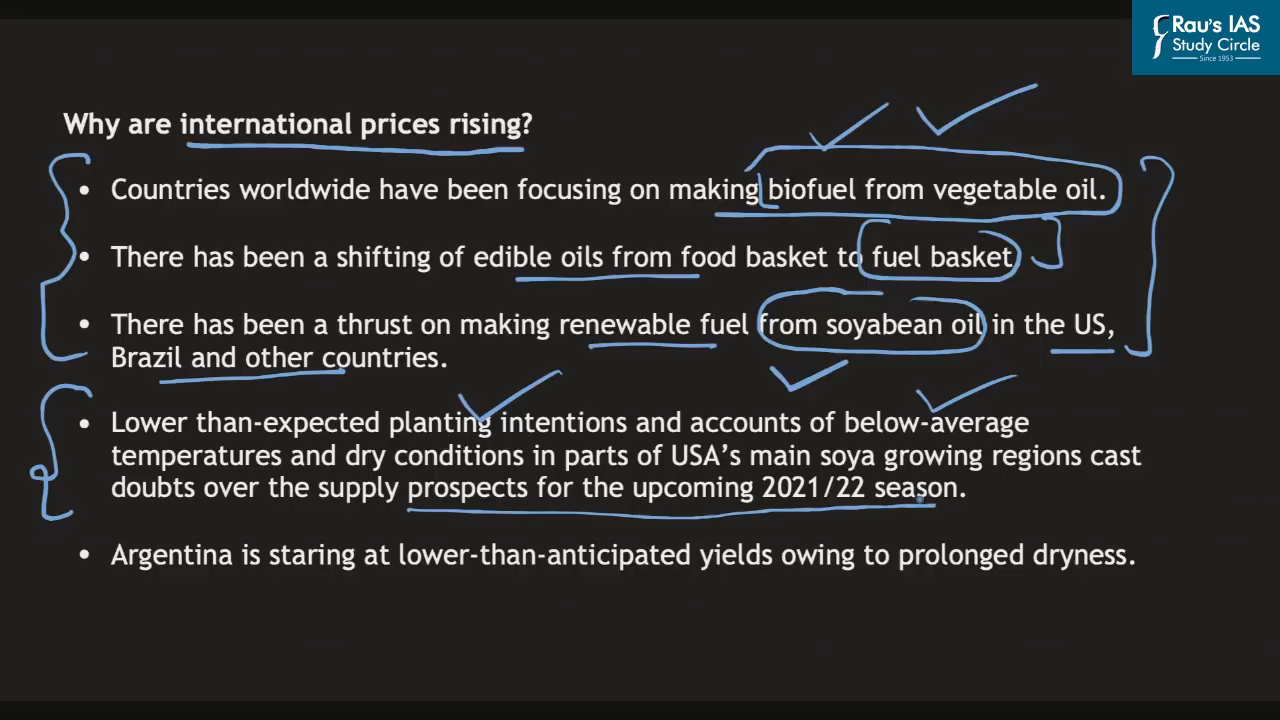 Rau's IAS
Study Circle
Since 1953
Why are international prices rising?
• Countries worldwide have been focusing on making biofuel from vegetable oil.
• There has been a shifting of edible oils from food basket to fuel basket.
• There has been a thrust on making renewable fuel from soyabean oil in the US,
Brazil and other countries.
• Lower than-expected planting intentions and accounts of below-average
temperatures and dry conditions in parts of USA's main soya growing regions cast
doubts over the supply prospects for the upcoming 2021/22 season.
• Argentina is staring at lower-than-anticipated yields owing to prolonged dryness.